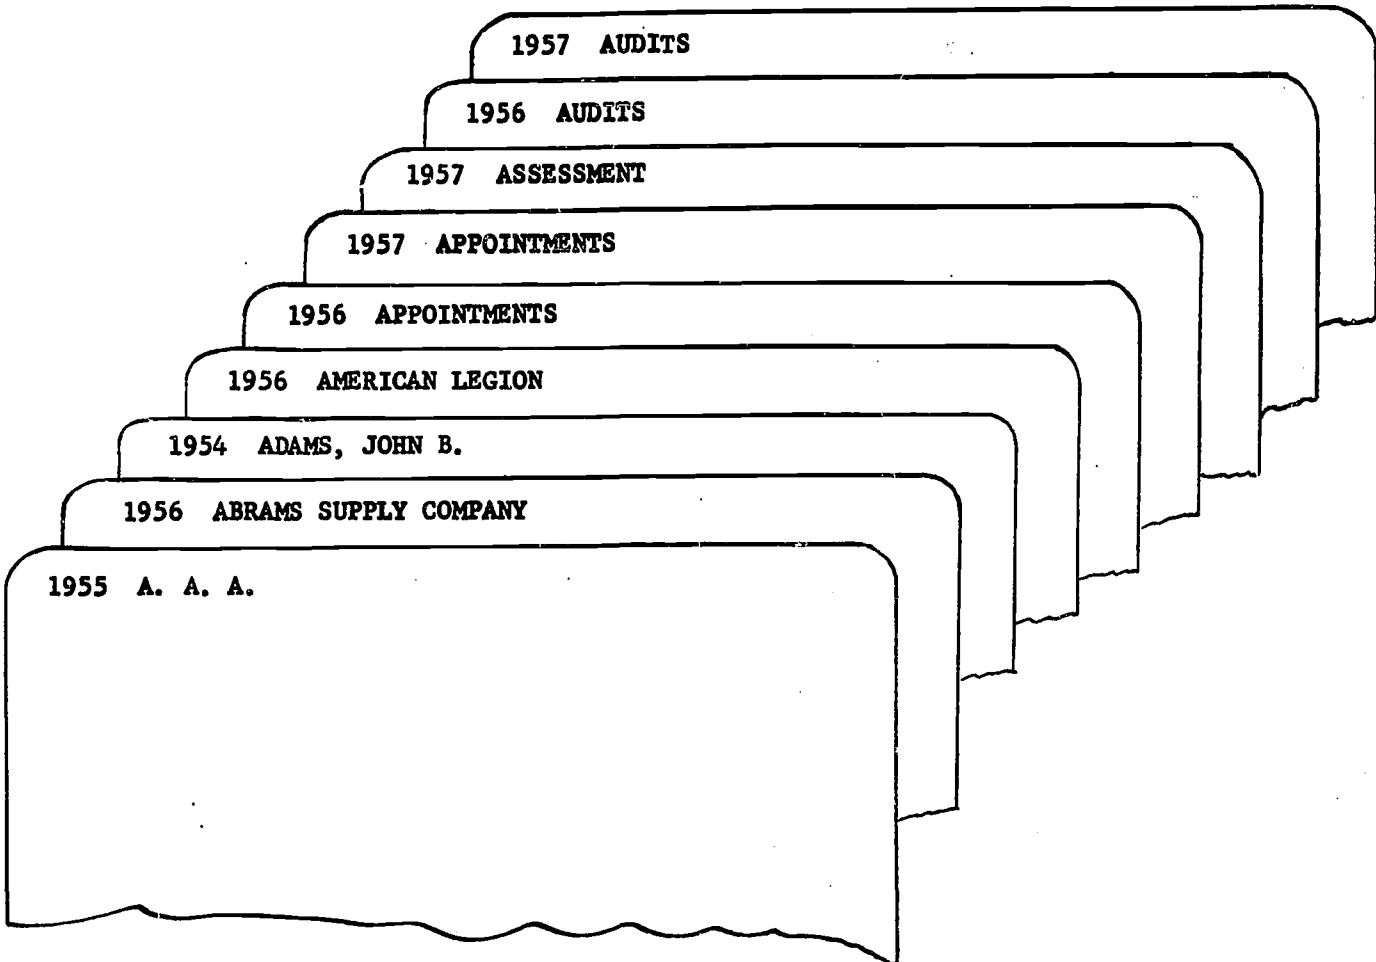 1957 AUDITS
1956 AUDITS
1957 ASSESSMENT
1957 APPOINTMENTS
1956 APPOINTMENTS
1956 AMERICAN LEGION
1954 ADAMS, JOHN B.
1956 ABRAMS SUPPLY COMPANY
1955 A. A. A.